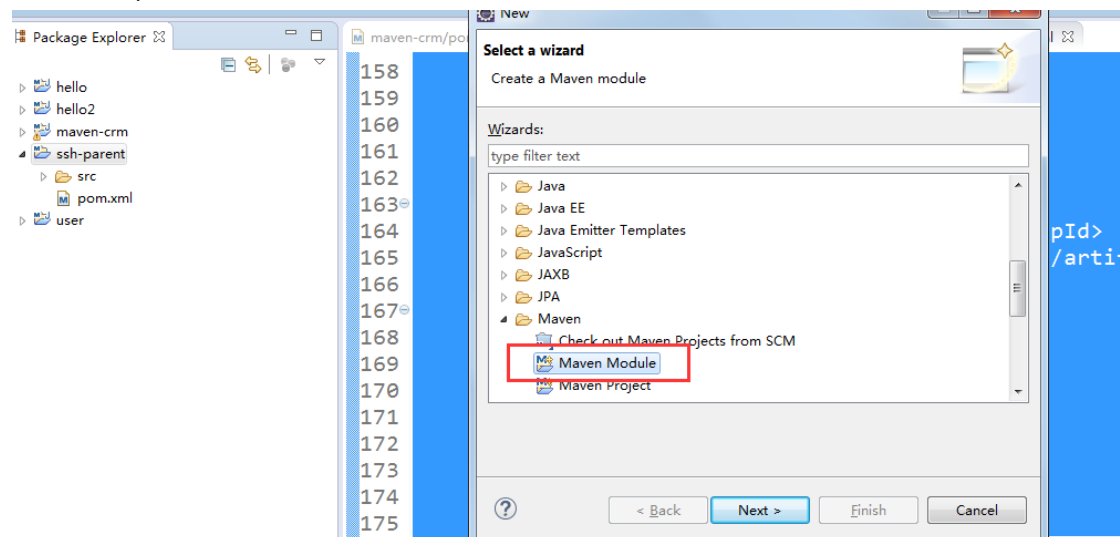 Package Explorer
hello
hello2
maven-crm
ssh-parent
src
pom.xml
user
maven-crm/po
158
159
160
161
162
163
164
165
166
167
168
169
170
171
172
173
174
175
New
Select a wizard
Create a Maven module
Wizards:
type filter text
Java
Java EE
Java Emitter Templates
JavaScript
JAXB
JPA
Maven
Check out Maven Projects from SCM
Maven Module
Maven Project
< Back
Next >
Finish
Cancel
pId>
/arti